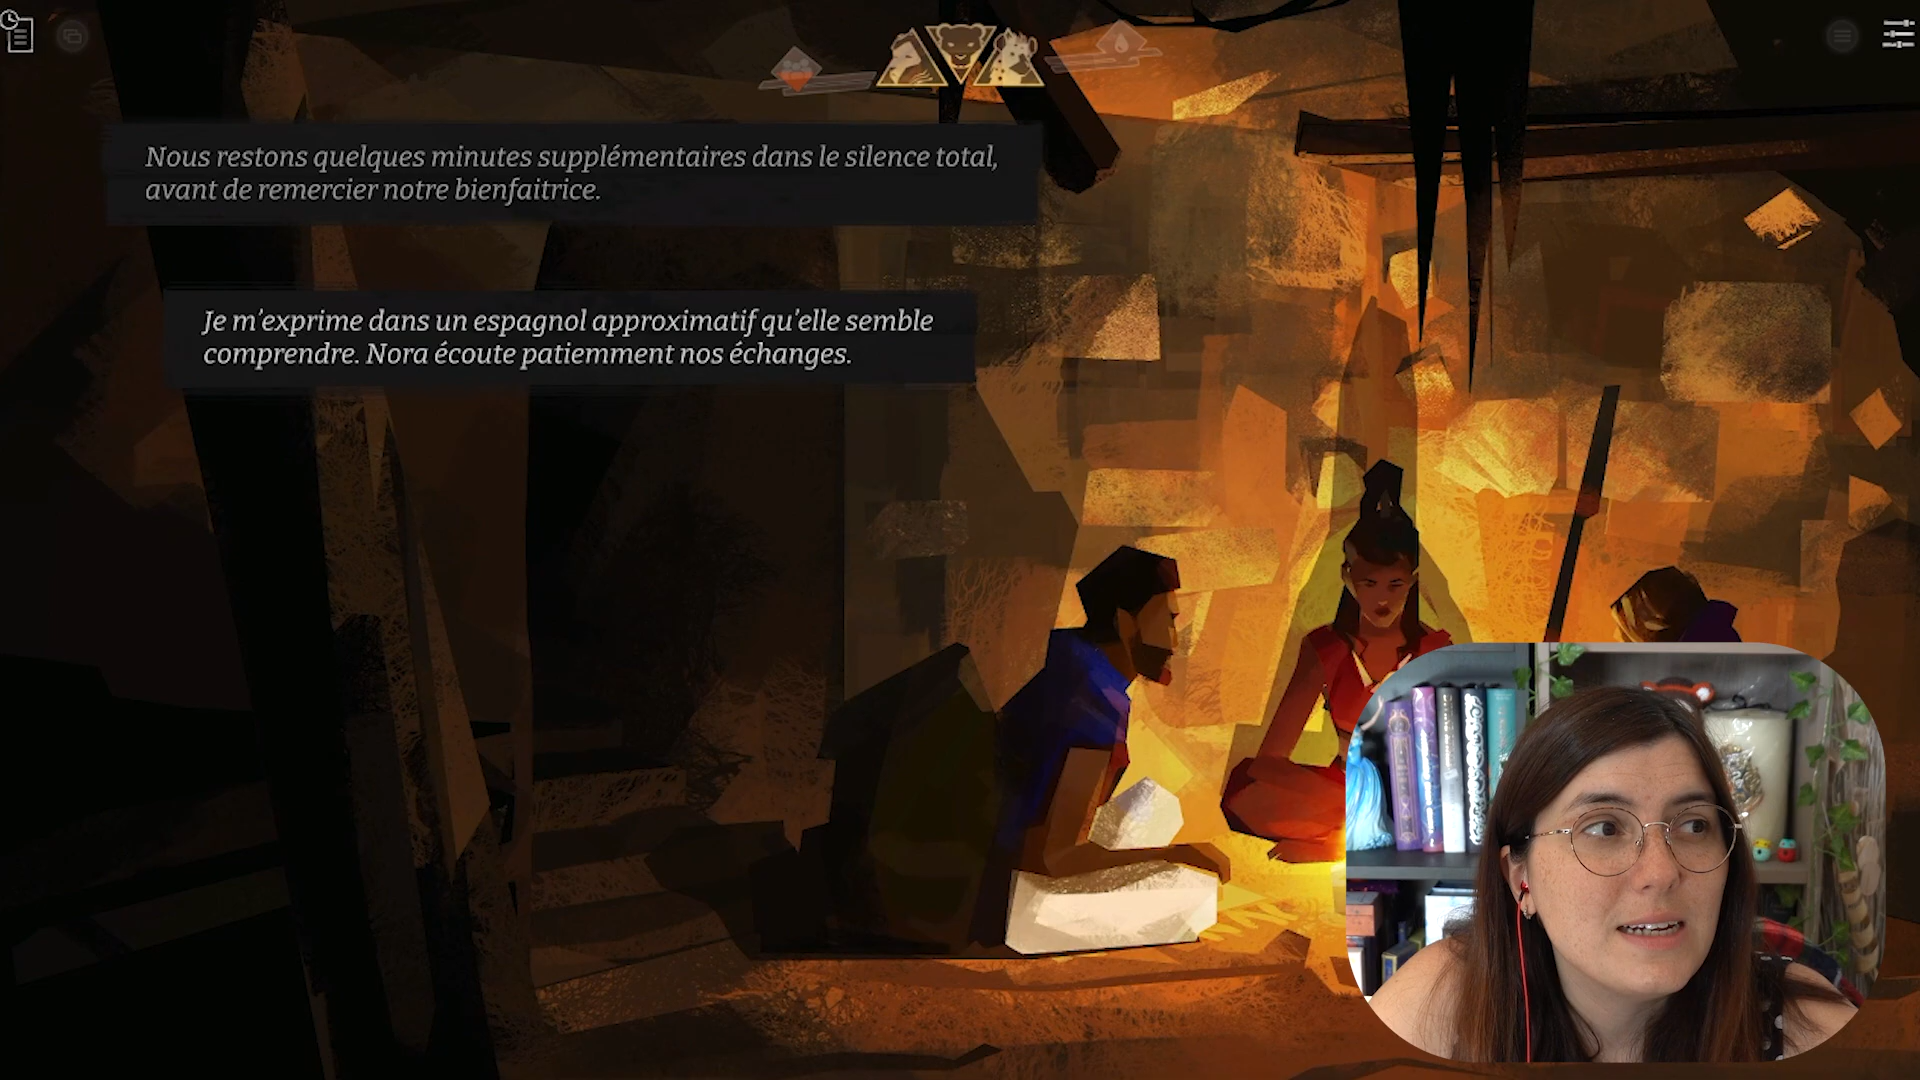 Nous restons quelques minutes supplémentaires dans le silence total,
avant de remercier notre bienfaitrice.
Je m'exprime dans un espagnol approximatif qu'elle semble
comprendre. Nora écoute patiemment nos échanges.